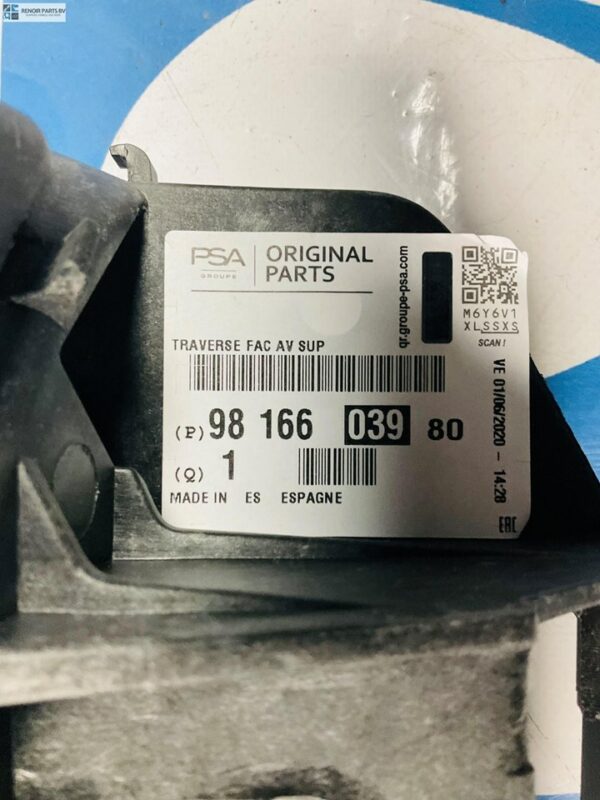 RENOIR PARTS BV
PSA
GROUPE
ORIGINAL
PARTS
qr.groupe-psa.com
M6Y6V1
XLSSXS
SCAN!
TRAVERSE FAC AV SUP
(P) 98 166 039 80
(Q) 1
MADE IN ES ESPAGNE
VE 01/06/2020 - 14:28
EAC